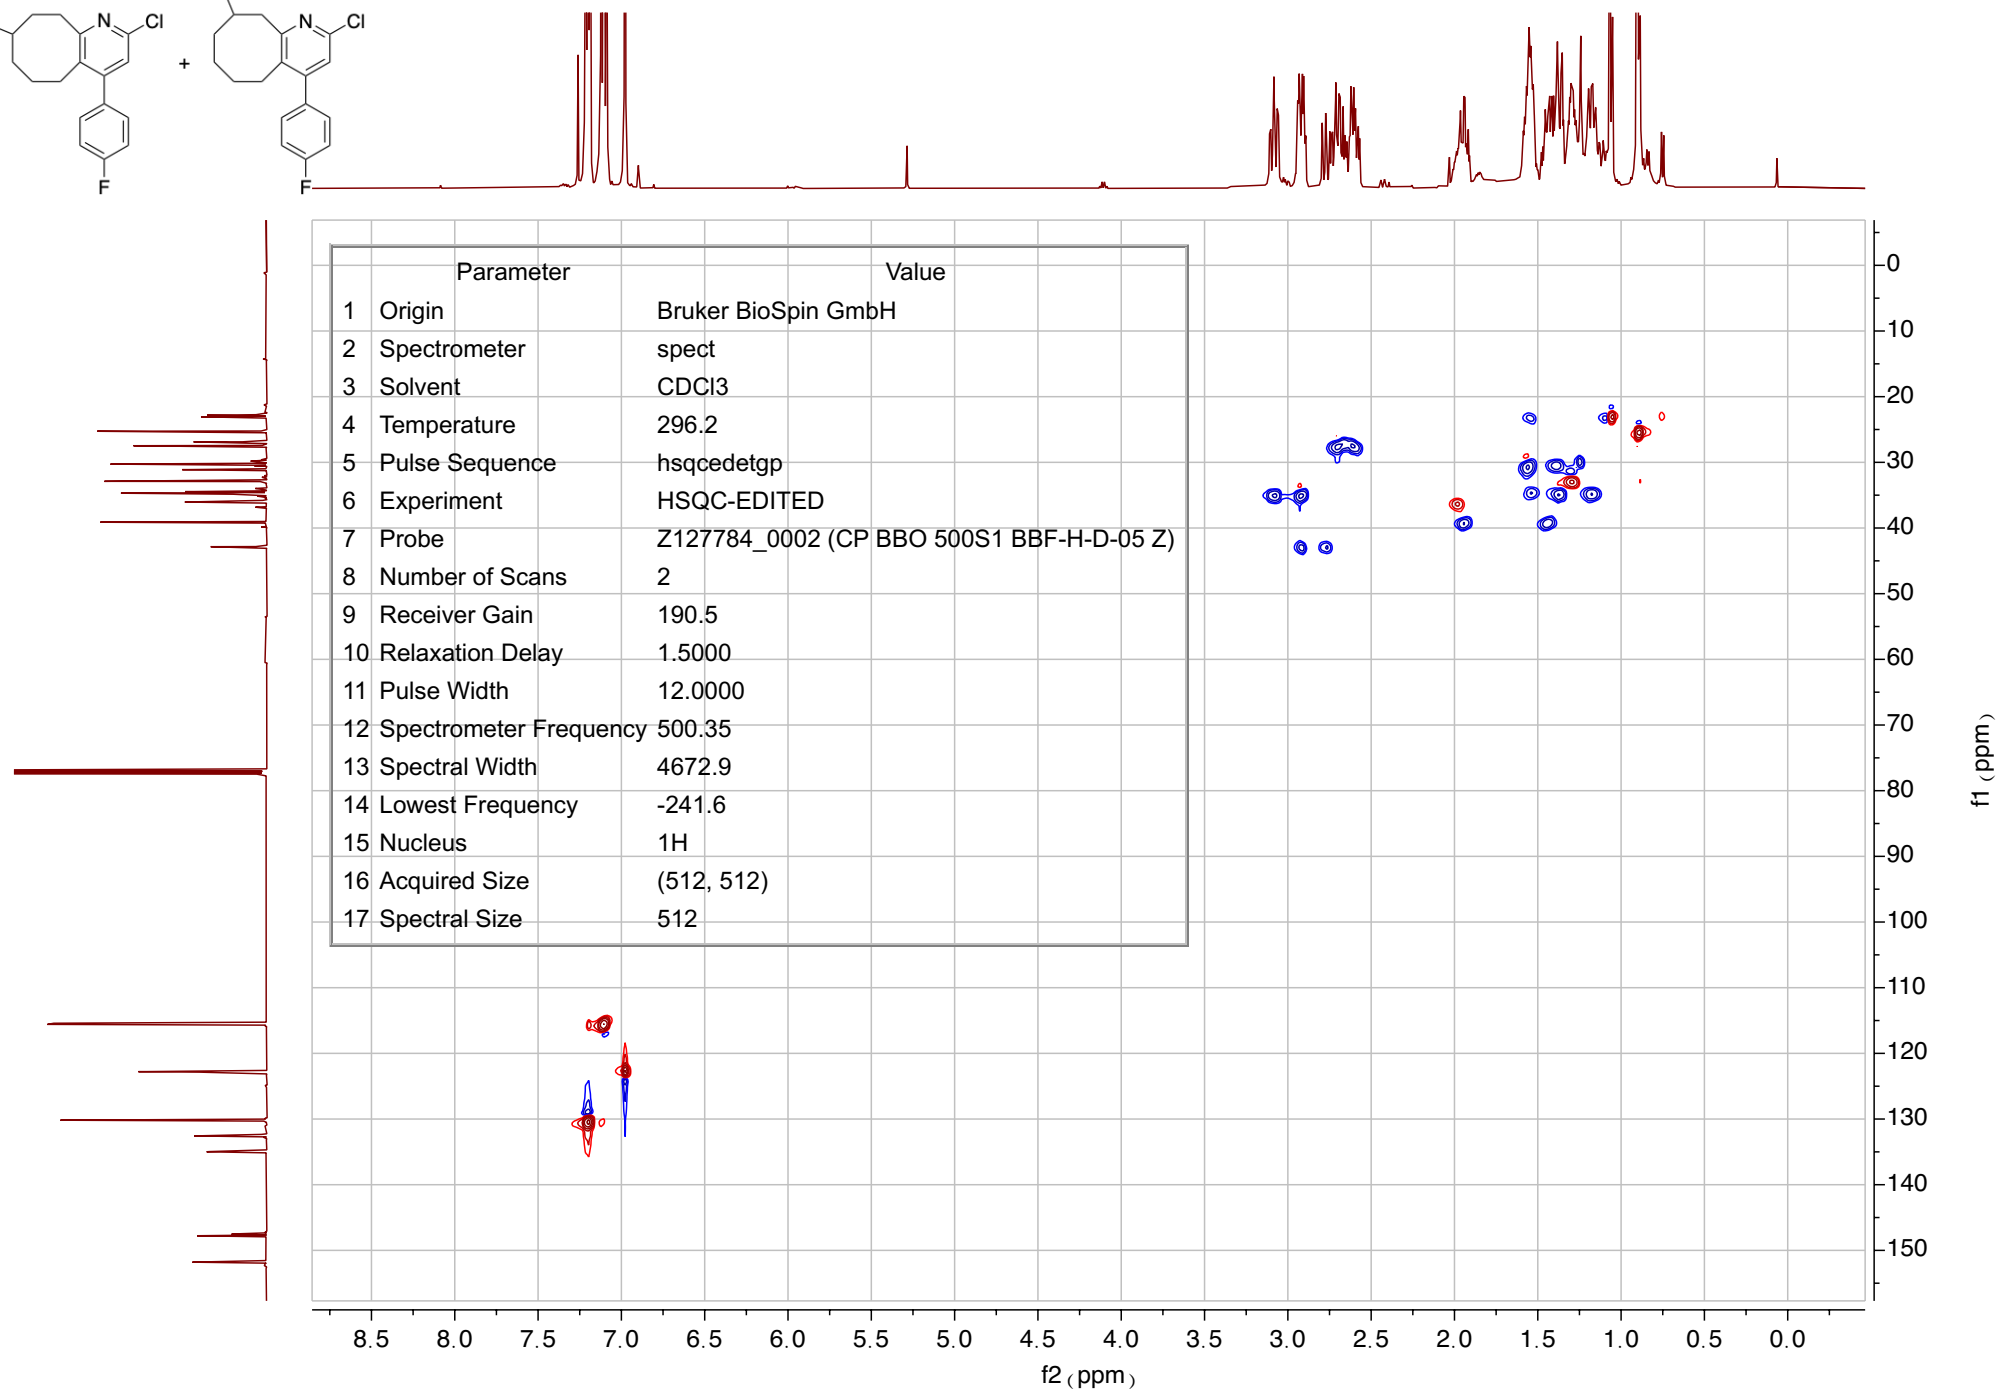 N Cl N Cl
+
F F
Parameter Value
1 Origin Bruker BioSpin GmbH
2 Spectrometer spect
3 Solvent CDCl3
4 Temperature 296.2
5 Pulse Sequence hsqcedetgp
6 Experiment HSQC-EDITED
7 Probe Z127784_0002 (CP BBO 500S1 BBF-H-D-05 Z)
8 Number of Scans 2
9 Receiver Gain 190.5
10 Relaxation Delay 1.5000
11 Pulse Width 12.0000
12 Spectrometer Frequency 500.35
13 Spectral Width 4672.9
14 Lowest Frequency -241.6
15 Nucleus 1H
16 Acquired Size (512, 512)
17 Spectral Size 512
0
10
20
30
40
50
60
70
80
90
100
110
120
130
140
150
f1 (ppm)
8.5 8.0 7.5 7.0 6.5 6.0 5.5 5.0 4.5 4.0 3.5 3.0 2.5 2.0 1.5 1.0 0.5 0.0
f2 (ppm)